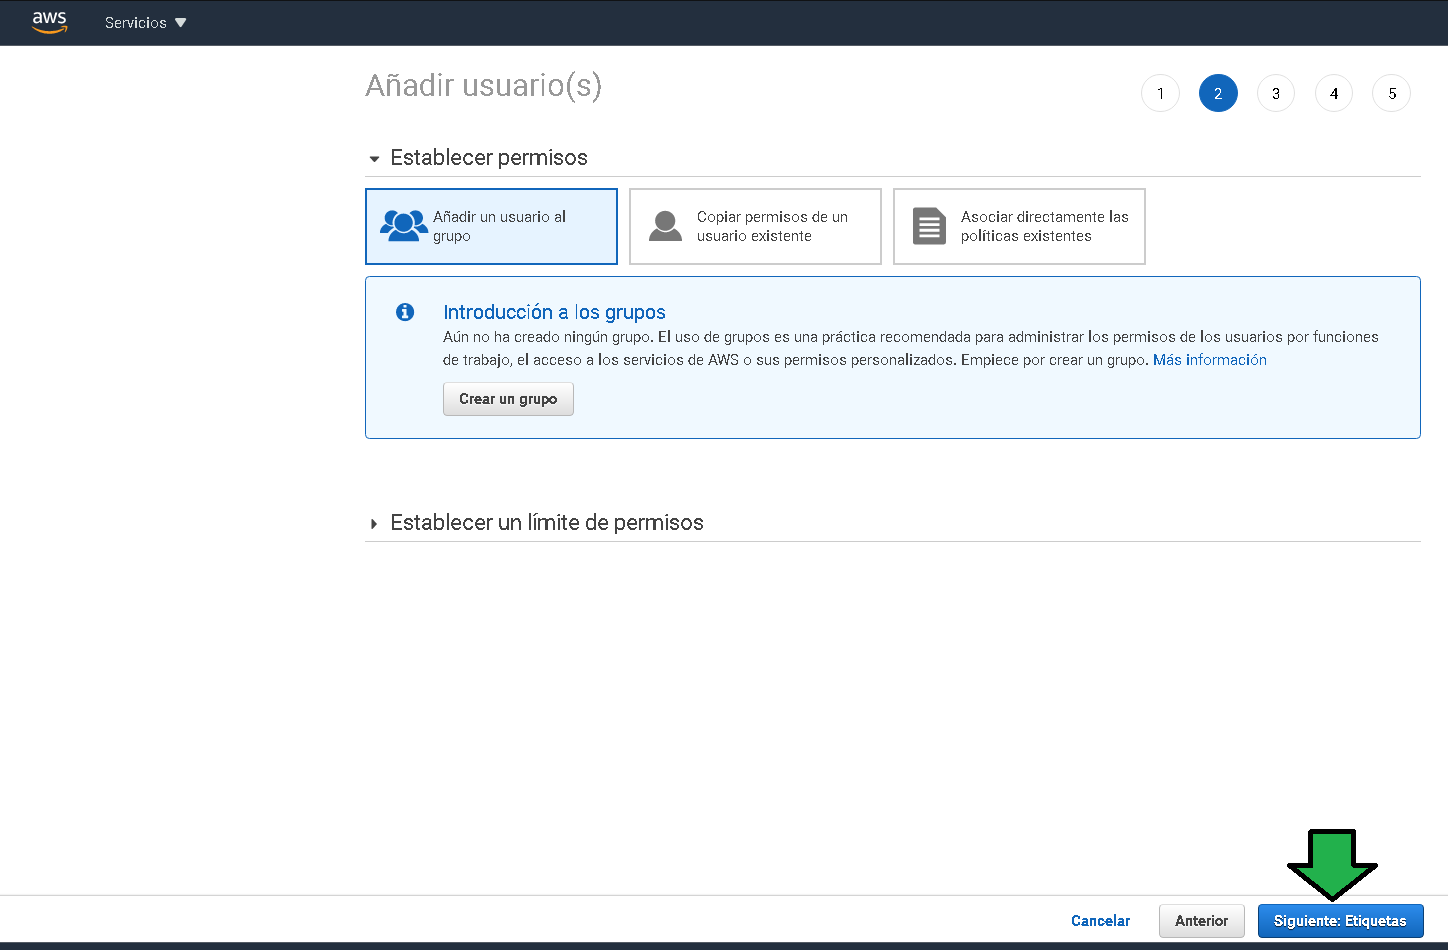 aws
Servicios
Añadir usuario(s)
1 2 3 4 5
Establecer permisos
Añadir un usuario al
grupo
Copiar permisos de un
usuario existente
Asociar directamente las
políticas existentes
Introducción a los grupos
Aún no ha creado ningún grupo. El uso de grupos es una práctica recomendada para administrar los permisos de los usuarios por funciones
de trabajo, el acceso a los servicios de AWS o sus permisos personalizados. Empiece por crear un grupo. Más información
Crear un grupo
Establecer un límite de permisos
Cancelar
Anterior
Siguiente: Etiquetas